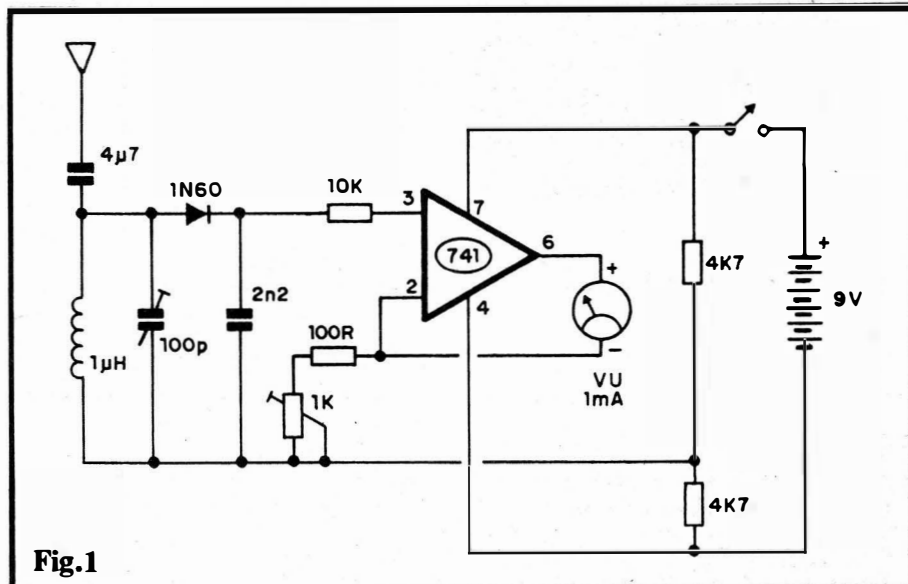 4µ7
1N60
10K
3
7
741
6
+
4K7
+
9V
2n2
2
4
100R
–
1µH
100p
1K
VU
1mA
4K7
Fig.1